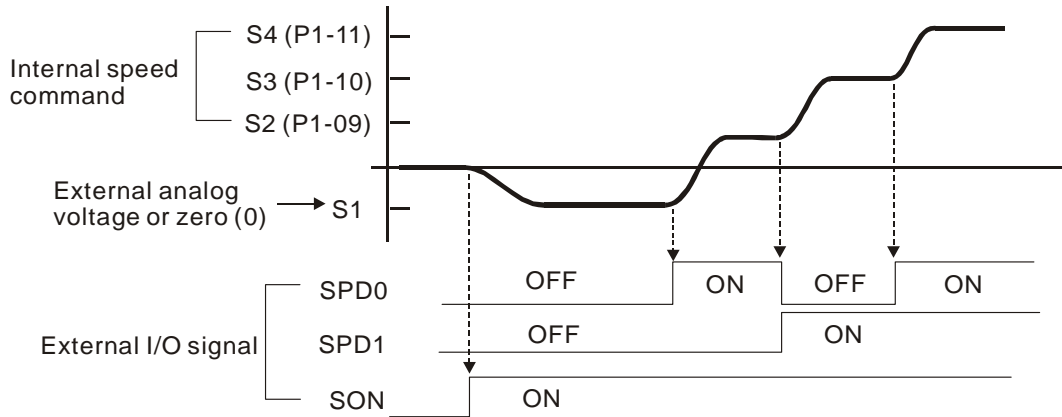 S4 (P1-11)
Internal speed
command
S3 (P1-10)
S2 (P1-09)
External analog
voltage or zero (0)
S1
SPD0
OFF
ON
OFF
ON
External I/O signal
SPD1
OFF
ON
SON
ON